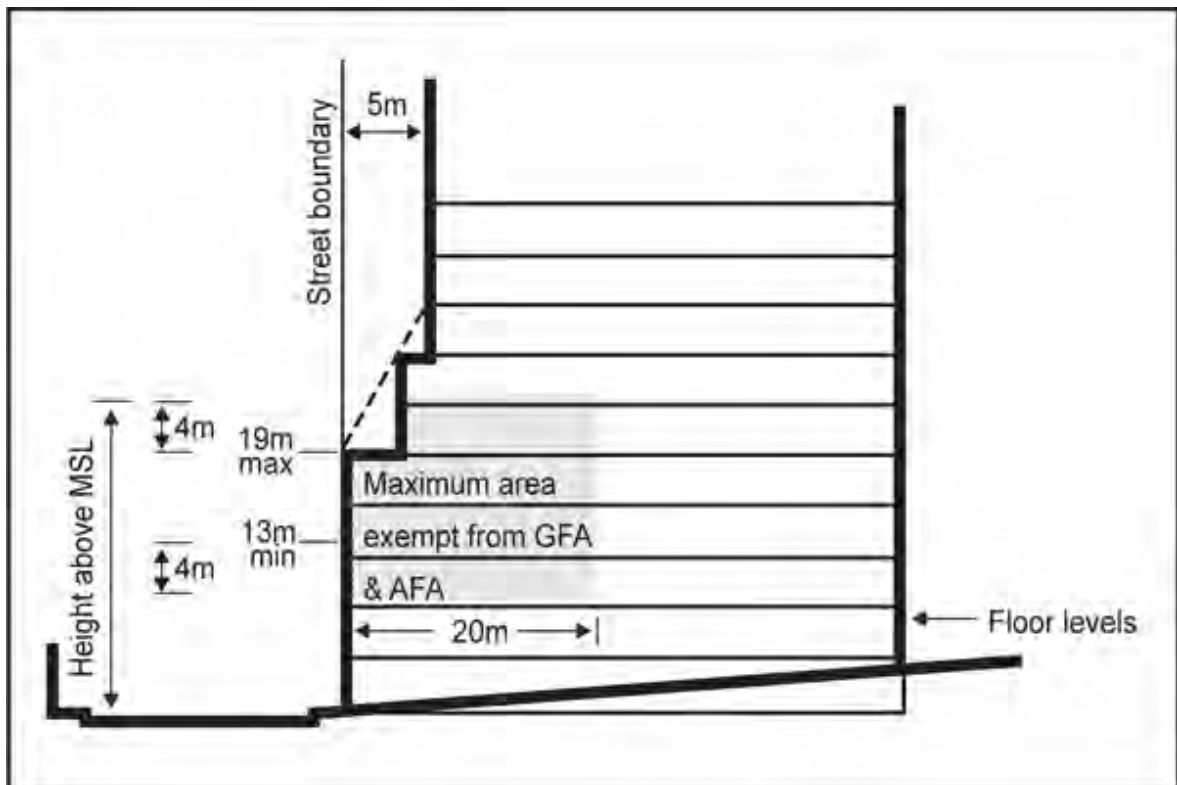 5m
Street boundary
4m
19m
max
Maximum area
13m
min
exempt from GFA
4m
& AFA
Height above MSL
20m
Floor levels